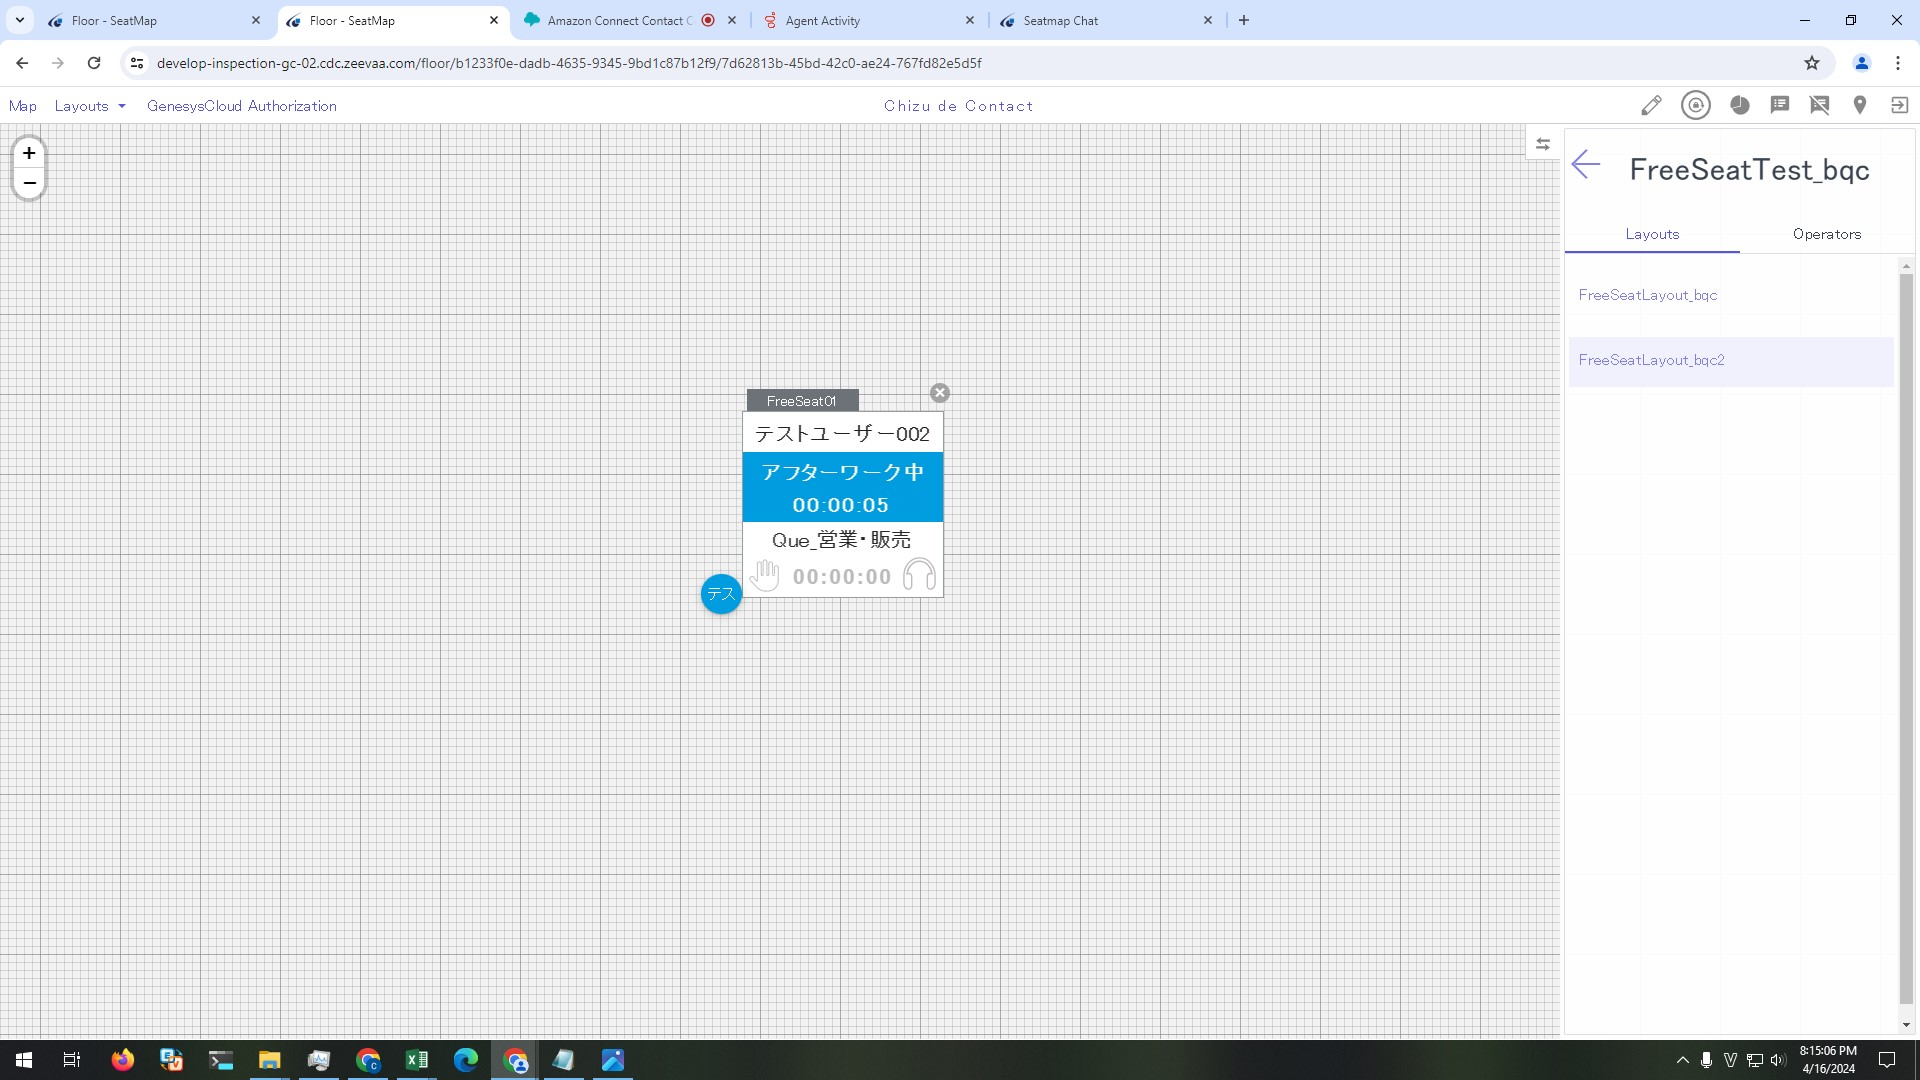 Floor - SeatMap
Floor - SeatMap
Amazon Connect Contact C
Agent Activity
Seatmap Chat
develop-inspection-gc-02.cdc.zeevaa.com/floor/b1233f0e-dadb-4635-9345-9bd1c87b12f9/7d62813b-45bd-42c0-ae24-767fd82e5d5f
Map
Layouts
GenesysCloud Authorization
Chizu de Contact
+
−
FreeSeatTest_bqc
Layouts
Operators
FreeSeatLayout_bqc
FreeSeatLayout_bqc2
FreeSeat01
テストユーザー002
アフターワーク中
00:00:05
Que_営業・販売
00:00:00
テス
8:15:06 PM
4/16/2024